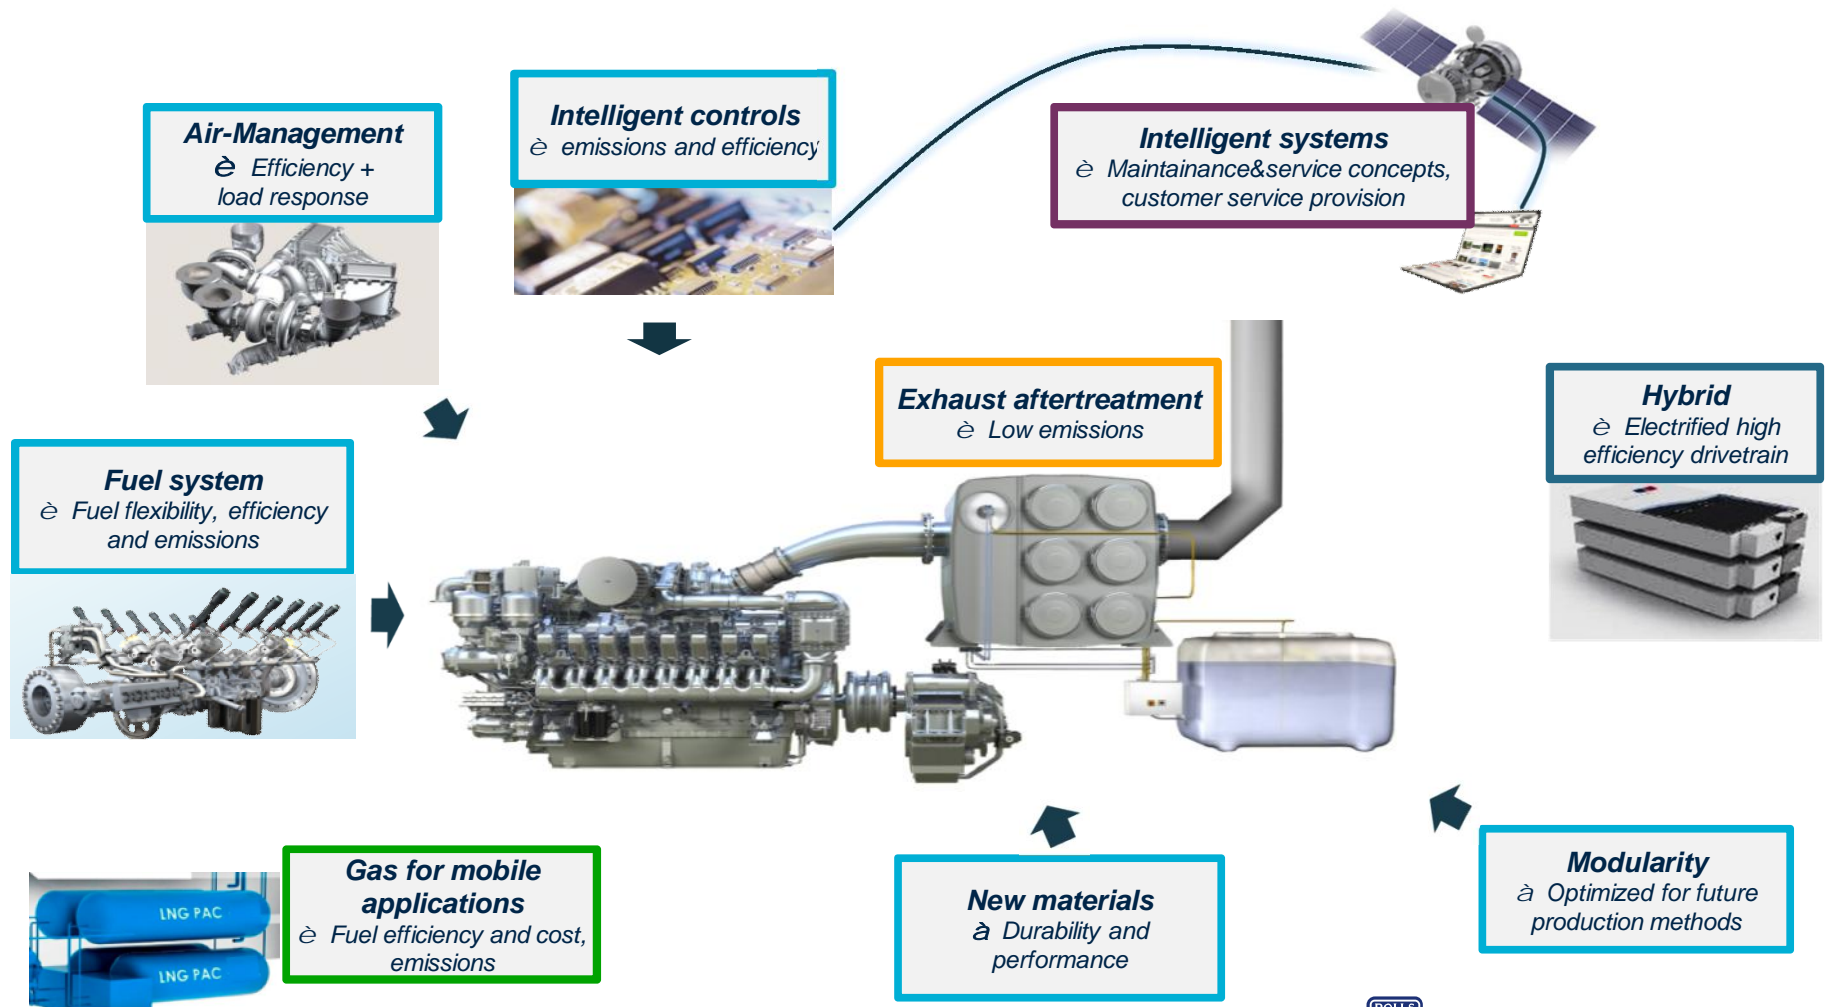 Intelligent controls
è emissions and efficiency
Air-Management
è Efficiency +
load response
Intelligent systems
è Maintainance&service concepts,
customer service provision
Exhaust aftertreatment
è Low emissions
Hybrid
è Electrified high
efficiency drivetrain
Fuel system
è Fuel flexibility, efficiency
and emissions
Gas for mobile
applications
è Fuel efficiency and cost,
emissions
LNG PAC
LNG PAC
New materials
à Durability and
performance
Modularity
à Optimized for future
production methods
ROLLS